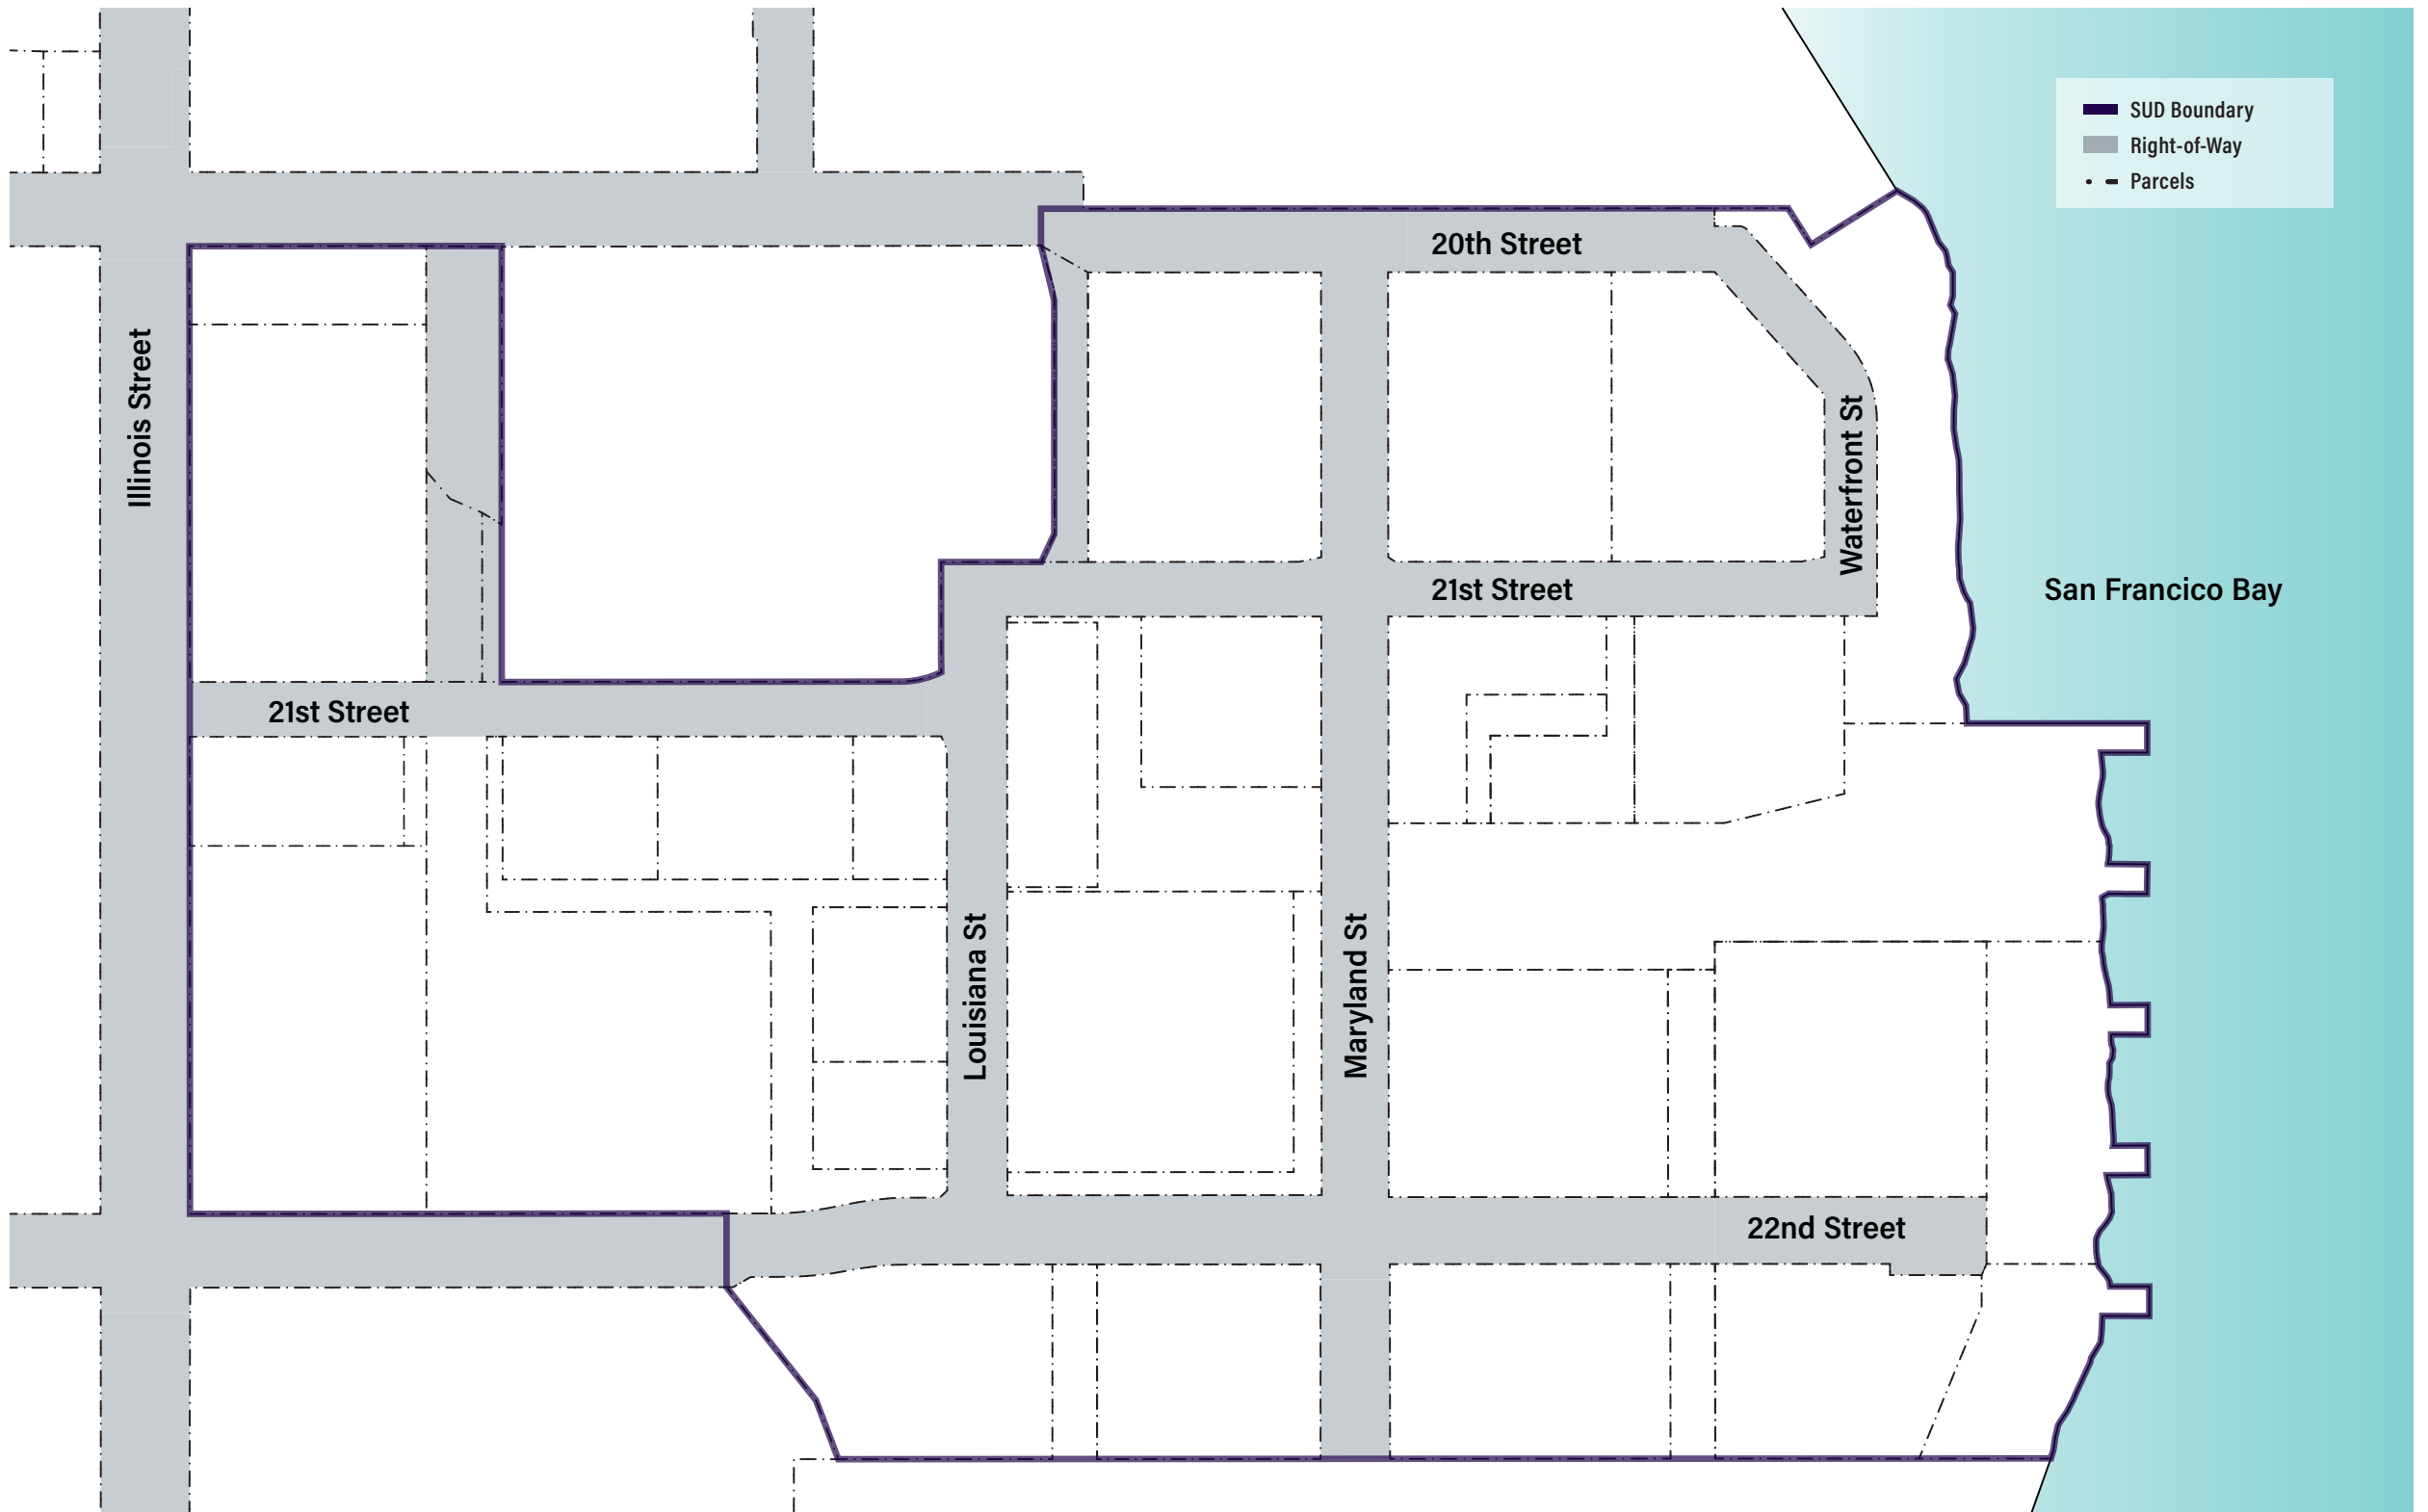 SUD Boundary
Right-of-Way
Parcels
20th Street
Illinois Street
Waterfront St
21st Street
San Francico Bay
21st Street
Louisiana St
Maryland St
22nd Street